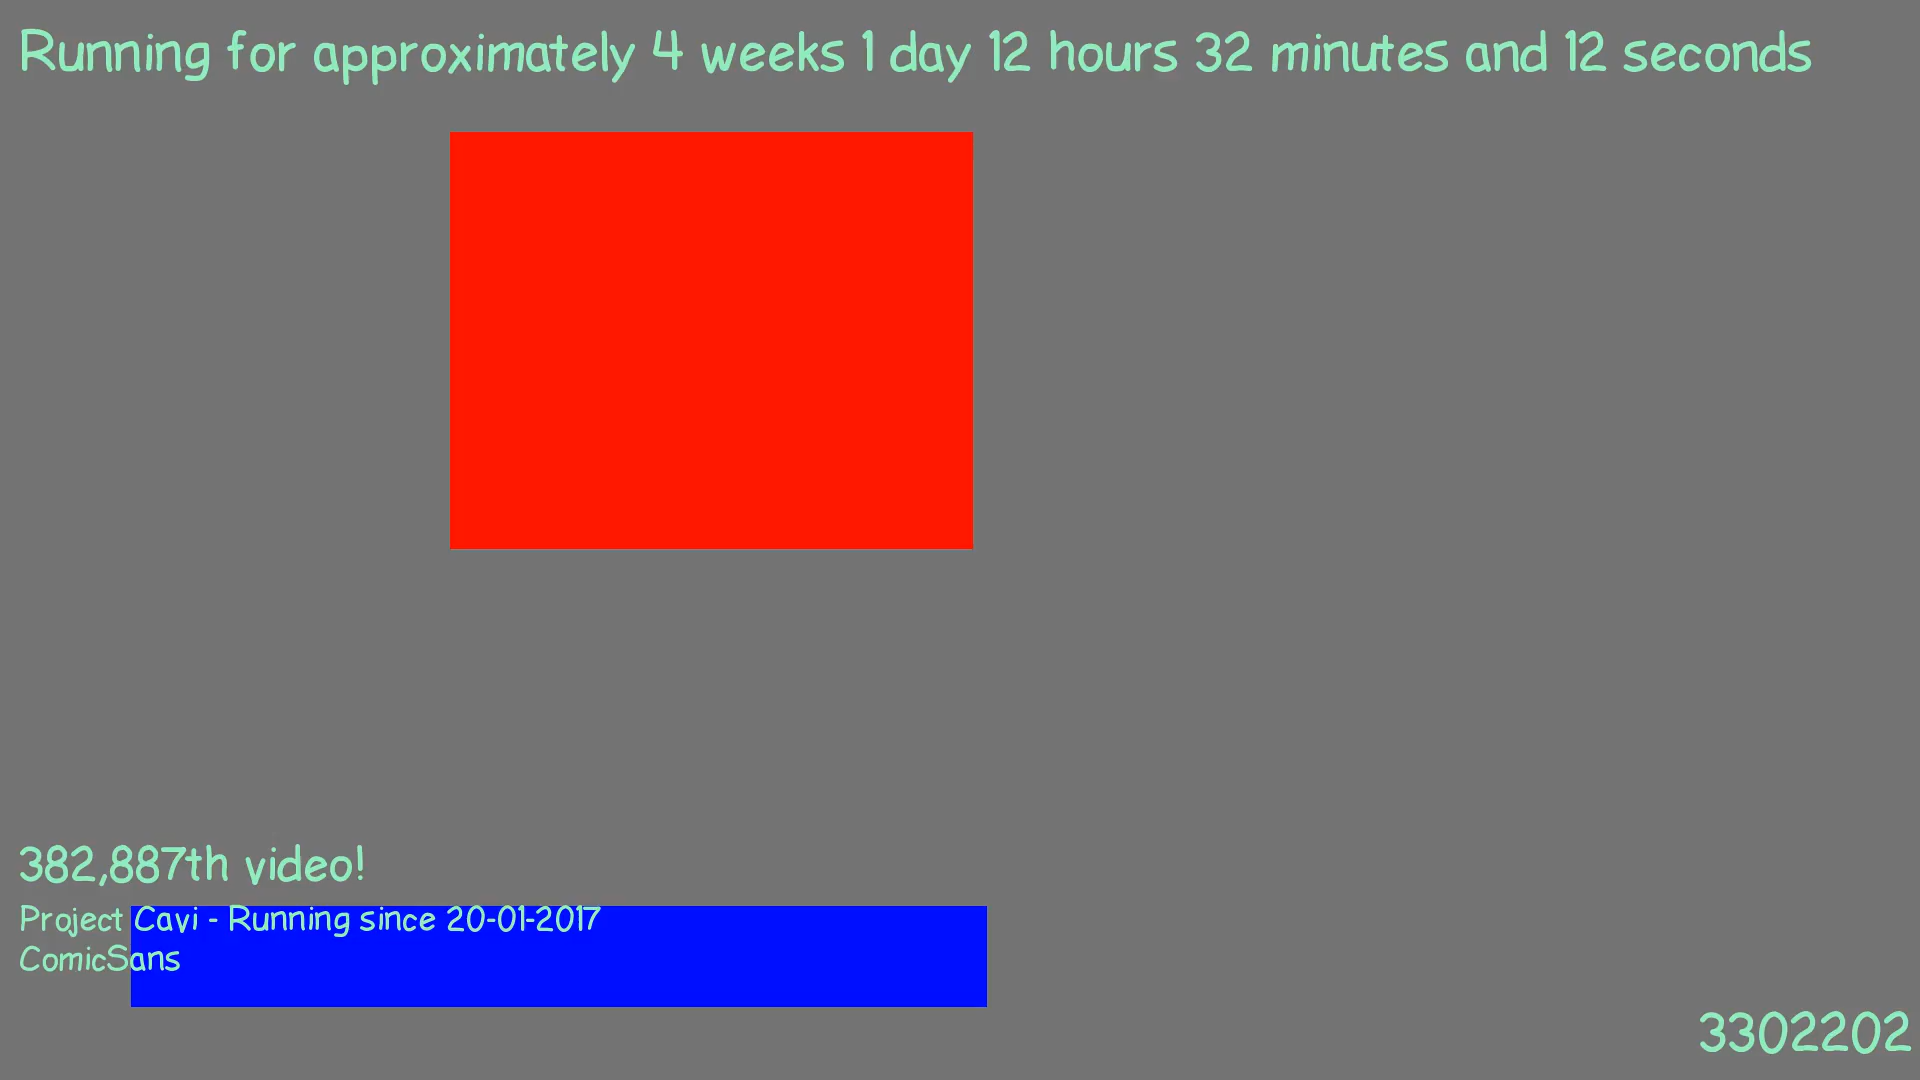 Running for approximately 4 weeks 1 day 12 hours 32 minutes and 12 seconds
382,887th video!
Project Cavi - Running since 20-01-2017
ComicSans
3302202